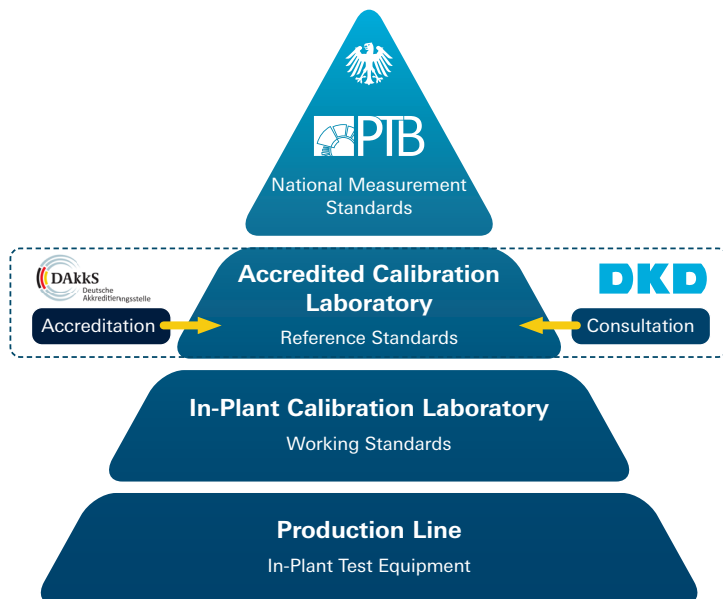 PTB
National Measurement
Standards
DAkkS
Deutsche
Akkreditierungsstelle
Accreditation
Accredited Calibration
Laboratory
Reference Standards
DKD
Consultation
In-Plant Calibration Laboratory
Working Standards
Production Line
In-Plant Test Equipment